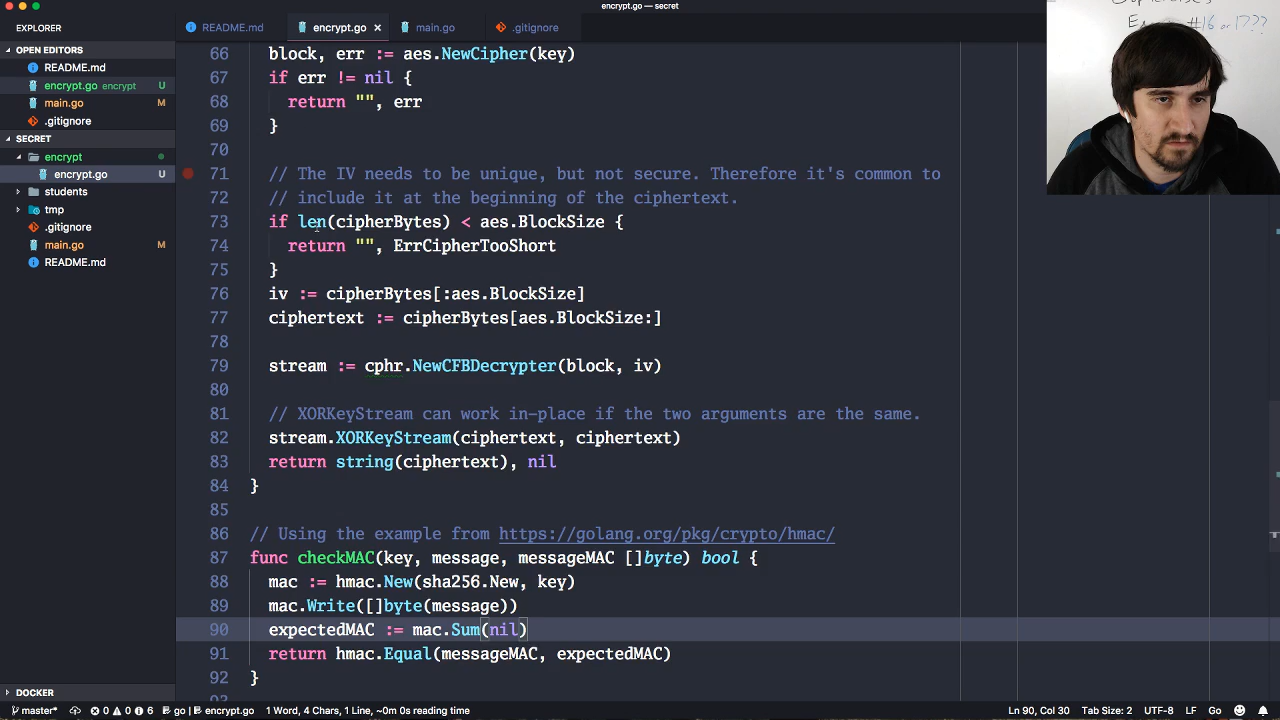 encrypt.go — secret
EXPLORER
OPEN EDITORS
README.md
encrypt.go encrypt U
main.go M
.gitignore
SECRET
encrypt
encrypt.go U
students
tmp
.gitignore
main.go M
README.md
DOCKER
README.md encrypt.go × main.go .gitignore
66 block, err := aes.NewCipher(key)
67 if err != nil {
68 return "", err
69 }
70
71 // The IV needs to be unique, but not secure. Therefore it's common to
72 // include it at the beginning of the ciphertext.
73 if len(cipherBytes) < aes.BlockSize {
74 return "", ErrCipherTooShort
75 }
76 iv := cipherBytes[:aes.BlockSize]
77 ciphertext := cipherBytes[aes.BlockSize:]
78
79 stream := cphr.NewCFBDecrypter(block, iv)
80
81 // XORKeyStream can work in-place if the two arguments are the same.
82 stream.XORKeyStream(ciphertext, ciphertext)
83 return string(ciphertext), nil
84 }
85
86 // Using the example from https://golang.org/pkg/crypto/hmac/
87 func checkMAC(key, message, messageMAC []byte) bool {
88 mac := hmac.New(sha256.New, key)
89 mac.Write([]byte(message))
90 expectedMAC := mac.Sum(nil)
91 return hmac.Equal(messageMAC, expectedMAC)
92 }
#16 or 17???
master* 0 0 6 go encrypt.go 1 Word, 4 Chars, 1 Line, ~0m 0s reading time Ln 90, Col 30 Tab Size: 2 UTF-8 LF Go